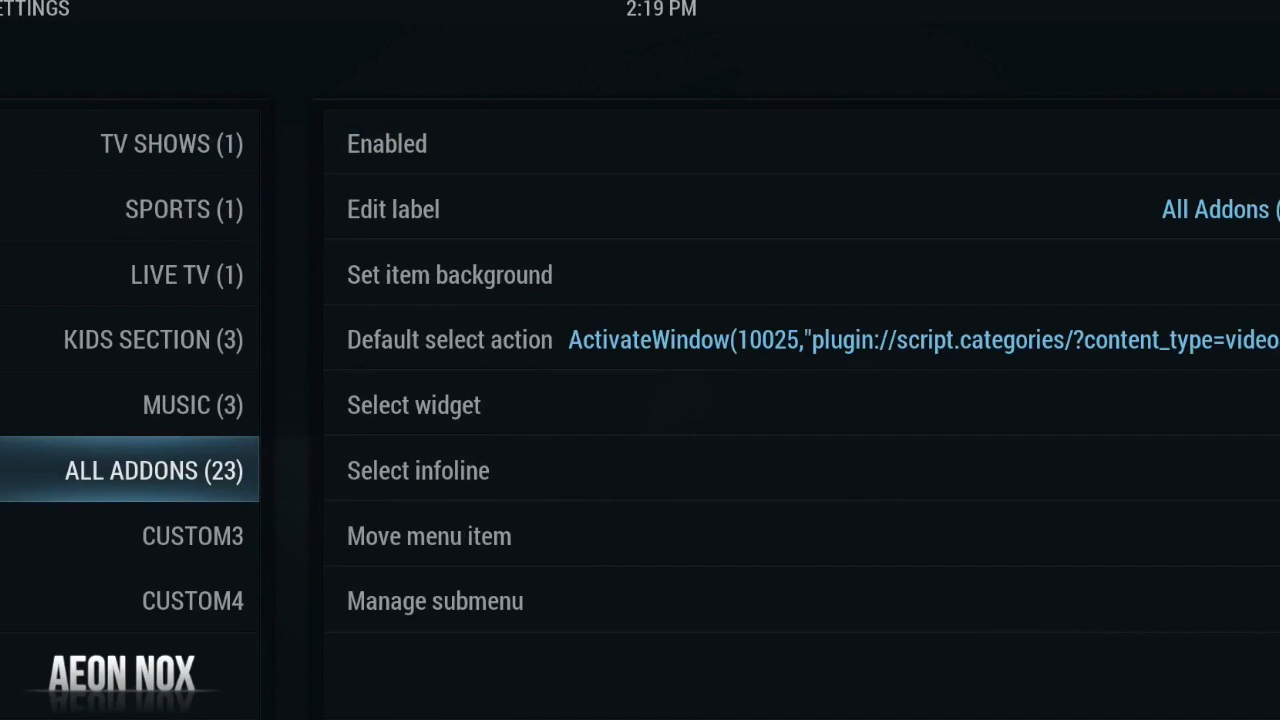 ETTINGS
2:19 PM
TV SHOWS (1)
SPORTS (1)
LIVE TV (1)
KIDS SECTION (3)
MUSIC (3)
ALL ADDONS (23)
CUSTOM3
CUSTOM4
AEON NOX
Enabled
Edit label All Addons (
Set item background
Default select action ActivateWindow(10025,"plugin://script.categories/?content_type=video
Select widget
Select infoline
Move menu item
Manage submenu